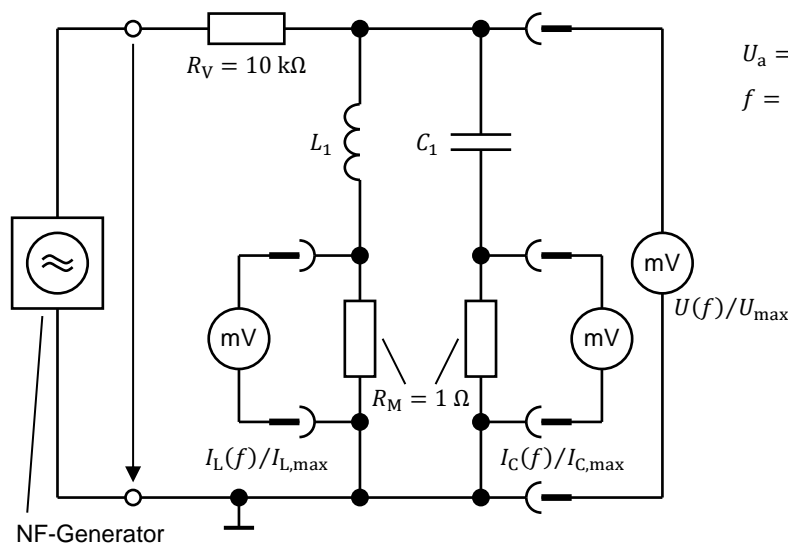 R_V = 10 kΩ
U_a =
f =
L_1
C_1
mV
mV
mV
mV
U(f)/U_max
R_M = 1 Ω
I_L(f)/I_L,max
I_C(f)/I_C,max
NF-Generator